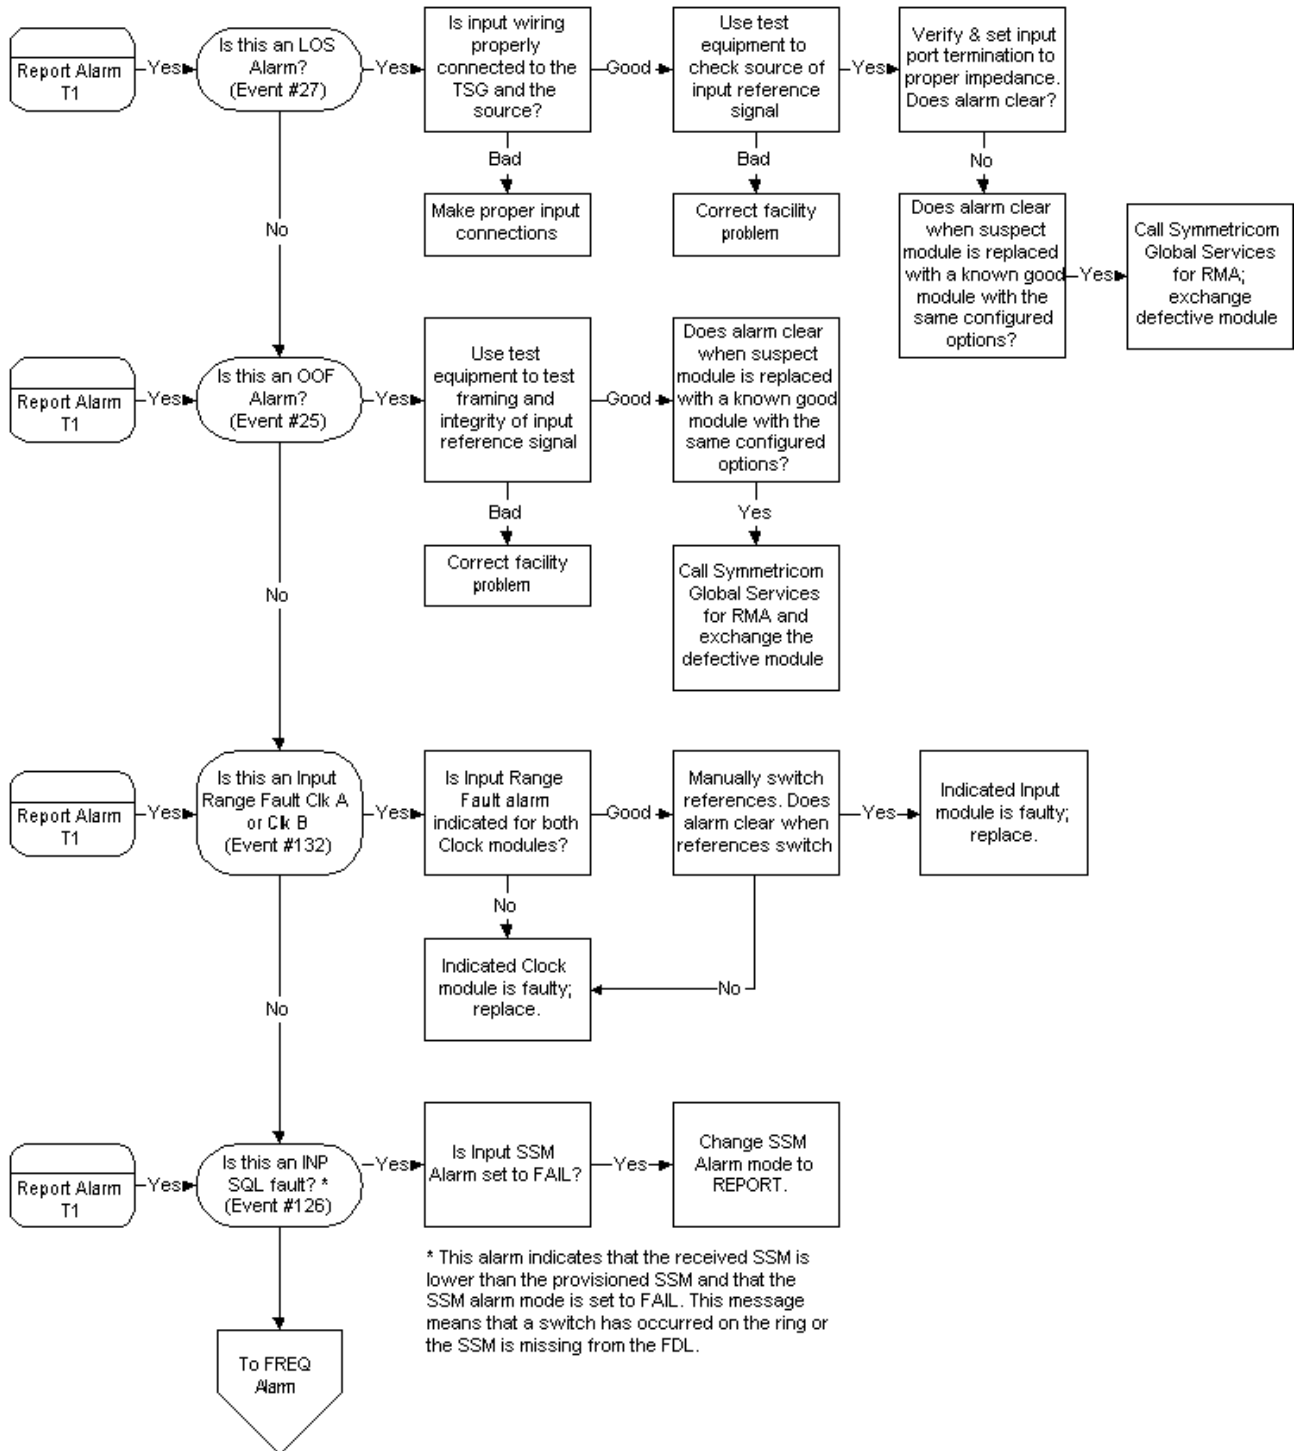 Report Alarm
T1
Yes
Is this an LOS
Alarm?
(Event #27)
Yes
Is input wiring
properly
connected to the
TSG and the
source?
Good
Use test
equipment to
check source of
input reference
signal
Yes
Verify & set input
port termination to
proper impedance.
Does alarm clear?
Bad
Bad
No
No
Make proper input
connections
Correct facility
problem
Does alarm clear
when suspect
module is replaced
with a known good
module with the
same configured
options?
Yes
Call Symmetricom
Global Services
for RMA;
exchange
defective module
Report Alarm
T1
Yes
Is this an OOF
Alarm?
(Event #25)
Yes
Use test
equipment to test
framing and
integrity of input
reference signal
Good
Does alarm clear
when suspect
module is replaced
with a known good
module with the
same configured
options?
Bad
Yes
No
Correct facility
problem
Call Symmetricom
Global Services
for RMA and
exchange the
defective module
Report Alarm
T1
Yes
Is this an Input
Range Fault Clk A
or Clk B
(Event #132)
Yes
Is Input Range
Fault alarm
indicated for both
Clock modules?
Good
Manually switch
references. Does
alarm clear when
references switch
Yes
Indicated Input
module is faulty;
replace.
No
Indicated Clock
module is faulty;
replace.
No
No
Report Alarm
T1
Yes
Is this an INP
SQL fault? *
(Event #126)
Yes
Is Input SSM
Alarm set to FAIL?
Yes
Change SSM
Alarm mode to
REPORT.
* This alarm indicates that the received SSM is
lower than the provisioned SSM and that the
SSM alarm mode is set to FAIL. This message
means that a switch has occurred on the ring or
the SSM is missing from the FDL.
To FREQ
Alarm